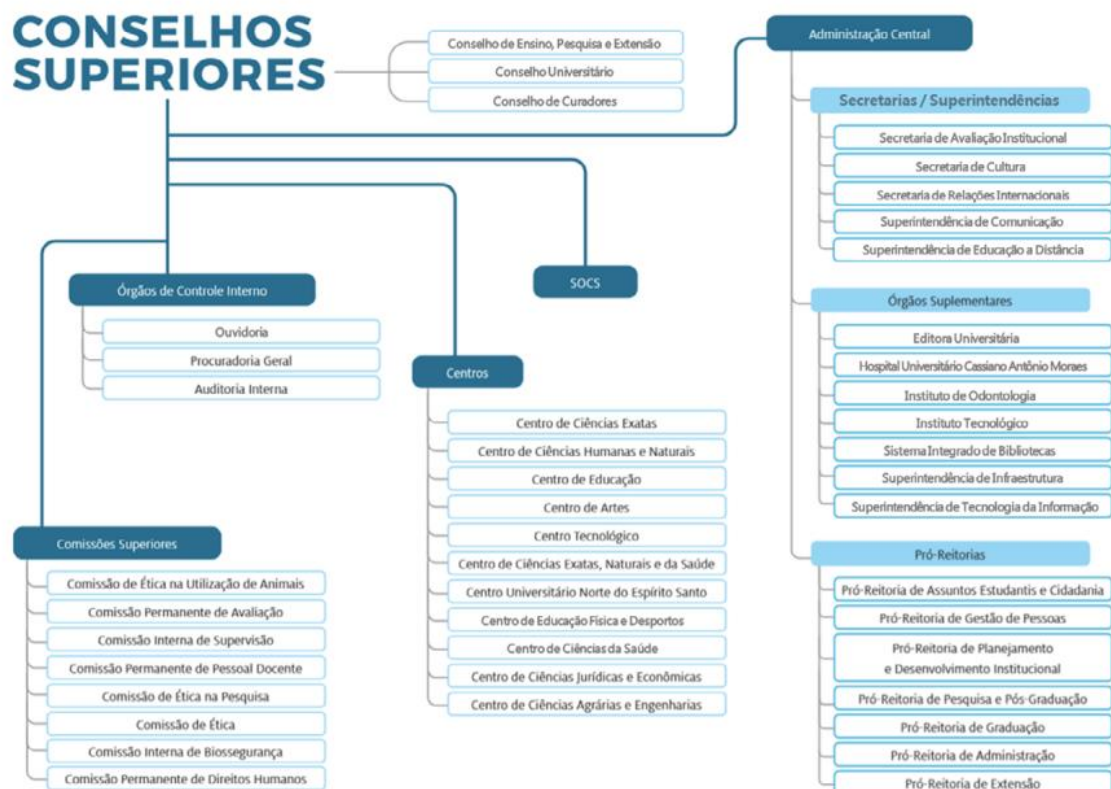 CONSELHOS
SUPERIORES
Conselho de Ensino, Pesquisa e Extensão
Conselho Universitário
Conselho de Curadores
Administração Central
Secretarias / Superintendências
Secretaria de Avaliação Institucional
Secretaria de Cultura
Secretaria de Relações Internacionais
Superintendência de Comunicação
Superintendência de Educação a Distância
Órgãos Suplementares
Editora Universitária
Hospital Universitário Cassiano Antônio Moraes
Instituto de Odontologia
Instituto Tecnológico
Sistema Integrado de Bibliotecas
Superintendência de Infraestrutura
Superintendência de Tecnologia da Informação
Pró-Reitorias
Pró-Reitoria de Assuntos Estudantis e Cidadania
Pró-Reitoria de Gestão de Pessoas
Pró-Reitoria de Planejamento
e Desenvolvimento Institucional
Pró-Reitoria de Pesquisa e Pós-Graduação
Pró-Reitoria de Graduação
Pró-Reitoria de Administração
Pró-Reitoria de Extensão
SOCS
Centros
Centro de Ciências Exatas
Centro de Ciências Humanas e Naturais
Centro de Educação
Centro de Artes
Centro Tecnológico
Centro de Ciências Exatas, Naturais e da Saúde
Centro Universitário Norte do Espírito Santo
Centro de Educação Física e Desportos
Centro de Ciências da Saúde
Centro de Ciências Jurídicas e Econômicas
Centro de Ciências Agrárias e Engenharias
Órgãos de Controle Interno
Ouvidoria
Procuradoria Geral
Auditoria Interna
Comissões Superiores
Comissão de Ética na Utilização de Animais
Comissão Permanente de Avaliação
Comissão Interna de Supervisão
Comissão Permanente de Pessoal Docente
Comissão de Ética na Pesquisa
Comissão de Ética
Comissão Interna de Biossegurança
Comissão Permanente de Direitos Humanos